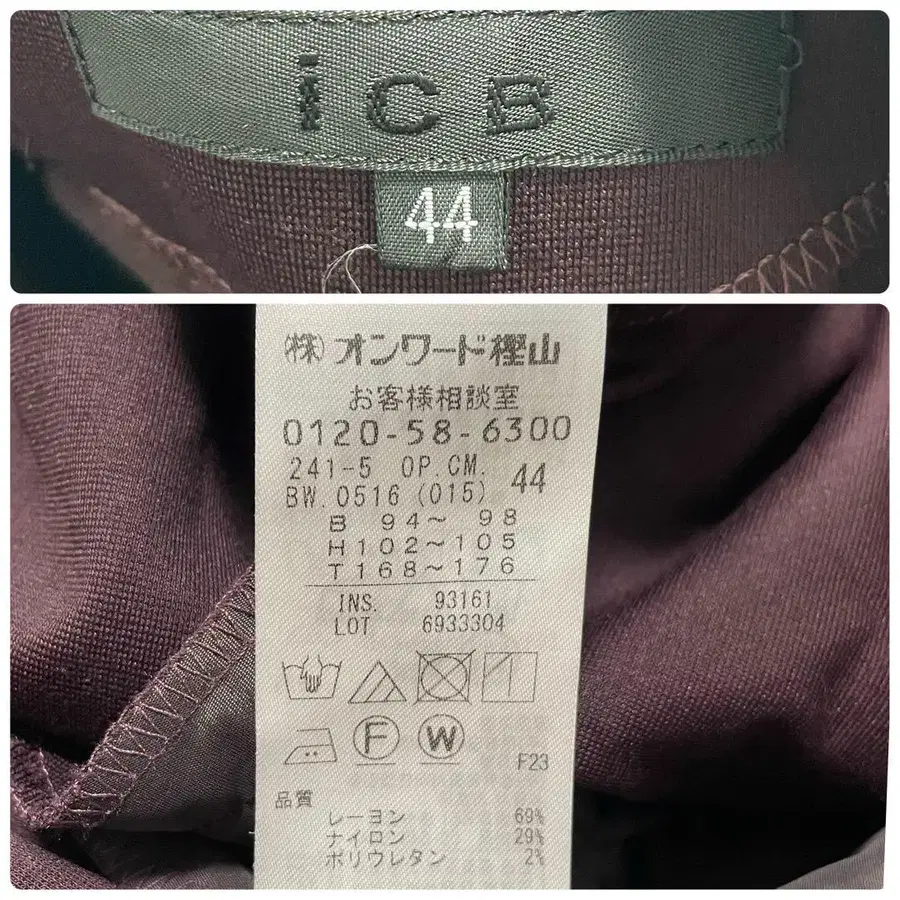 iCB
44
(株)オンワード樫山
お客様相談室
0120-58-6300
241-5 OP.CM.
BW.0516 (015) 44
B 94~ 98
H102~105
T168~176
INS. 93161
LOT 6933304
F W
F23
品質
レーヨン 69%
ナイロン 29%
ポリウレタン 2%